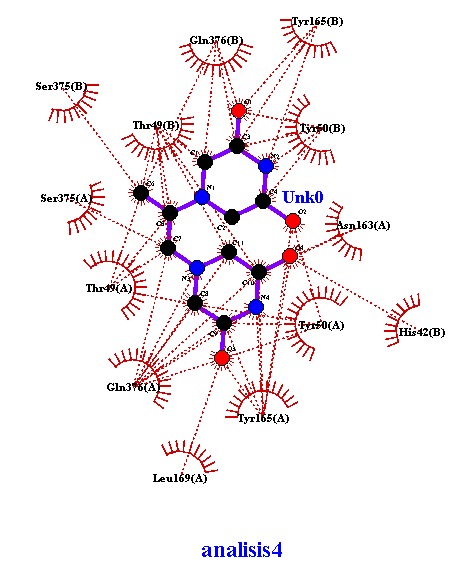 Tyr165(B)
Gln376(B)
Ser375(B)
Thr49(B)
Tyr50(B)
Unk0
Ser375(A)
Asn163(A)
Thr49(A)
Tyr50(A)
His42(B)
Gln376(A)
Tyr165(A)
Leu169(A)
analisis4